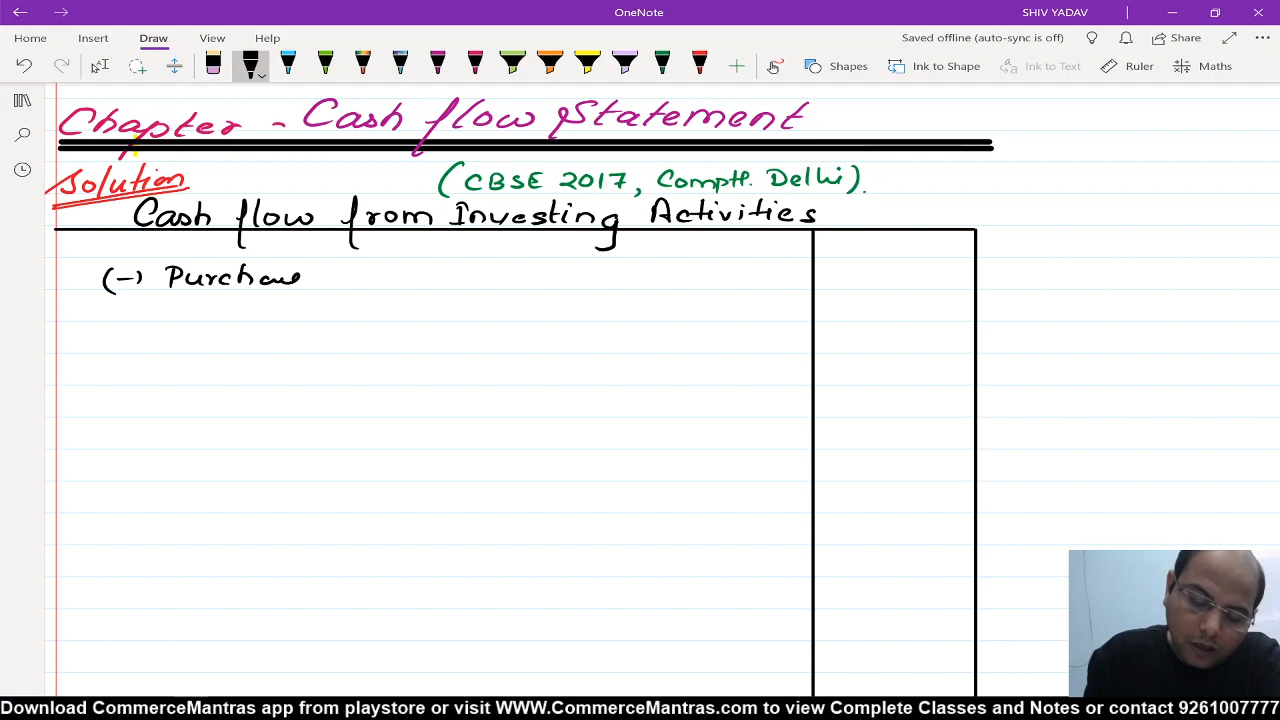 OneNote
SHIV YADAV
Home Insert Draw View Help
Saved offline (auto-sync is off) Share
Shapes Ink to Shape Ink to Text Ruler Maths
Chapter - Cash flow Statement
Solution
(CBSE 2017, Comptt. Delhi).
Cash flow from Investing Activities
(-) Purchase
Download CommerceMantras app from playstore or visit WWW.CommerceMantras.com to view Complete Classes and Notes or contact 9261007777